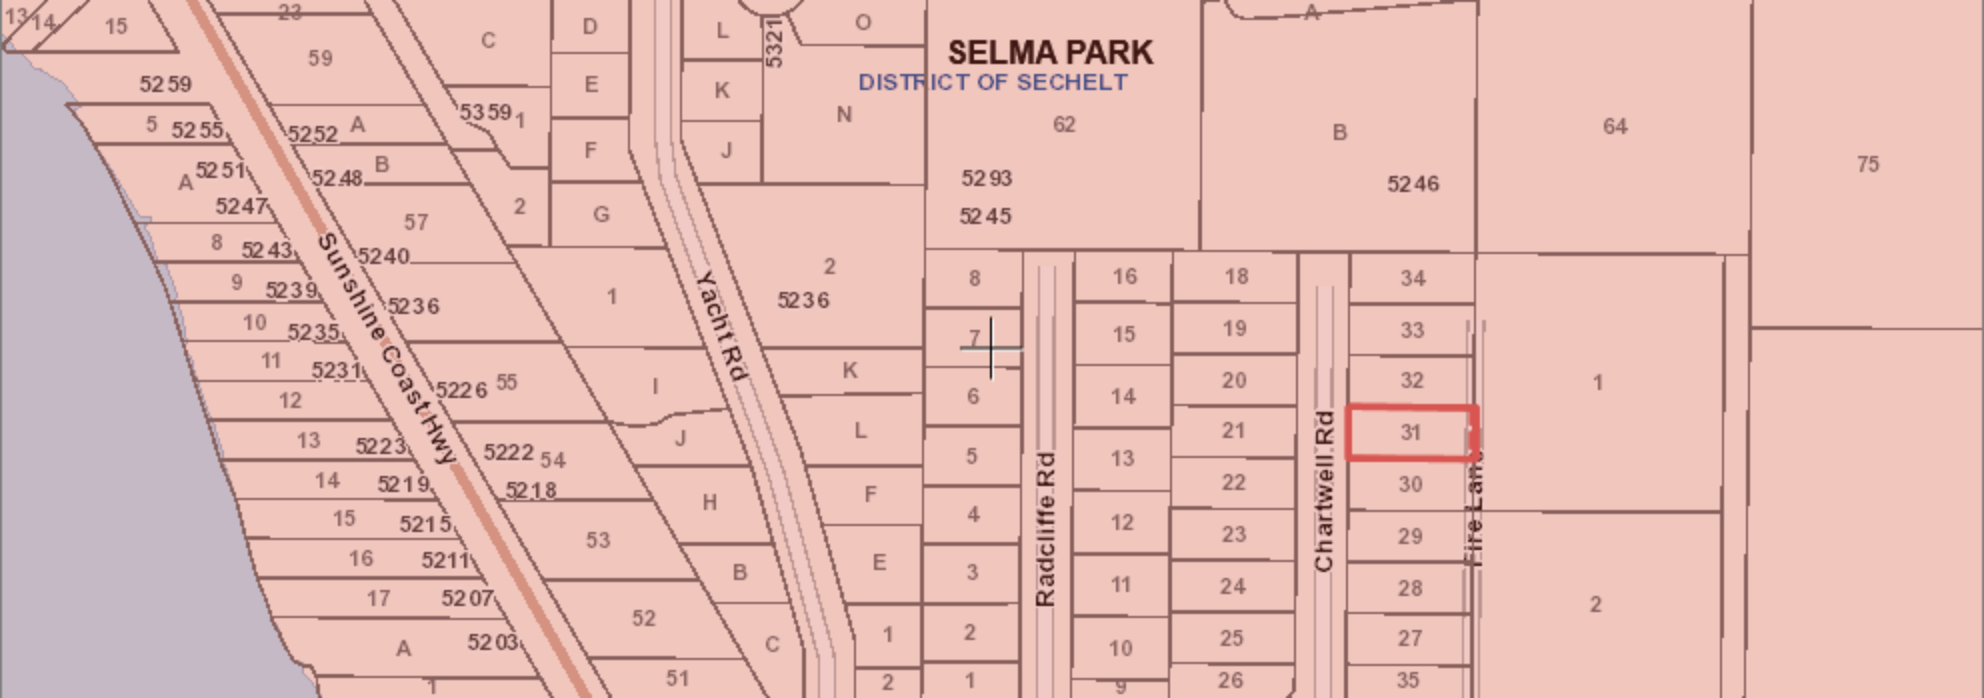 13
14
15
23
59
C
D
L
5321
O
A
SELMA PARK
DISTRICT OF SECHELT
5259
E
K
N
62
B
64
75
5
5255
5252
A
5359
1
F
J
5251
A
5248
B
5293
5246
5247
57
2
G
5245
8
5243
5240
2
8
16
18
34
9
5239
5236
1
5236
10
5235
7
15
19
33
11
5231
5226
55
I
K
6
14
20
32
1
12
Sunshine Coast Hwy
Yacht Rd
13
5223
5222
54
J
L
5
13
21
31
14
5219
5218
H
F
4
22
30
15
5215
53
12
23
29
16
5211
B
E
3
11
24
28
17
5207
52
2
A
5203
C
1
2
10
25
27
1
51
2
1
9
26
35
Radcliffe Rd
Chartwell Rd
Fire Lane